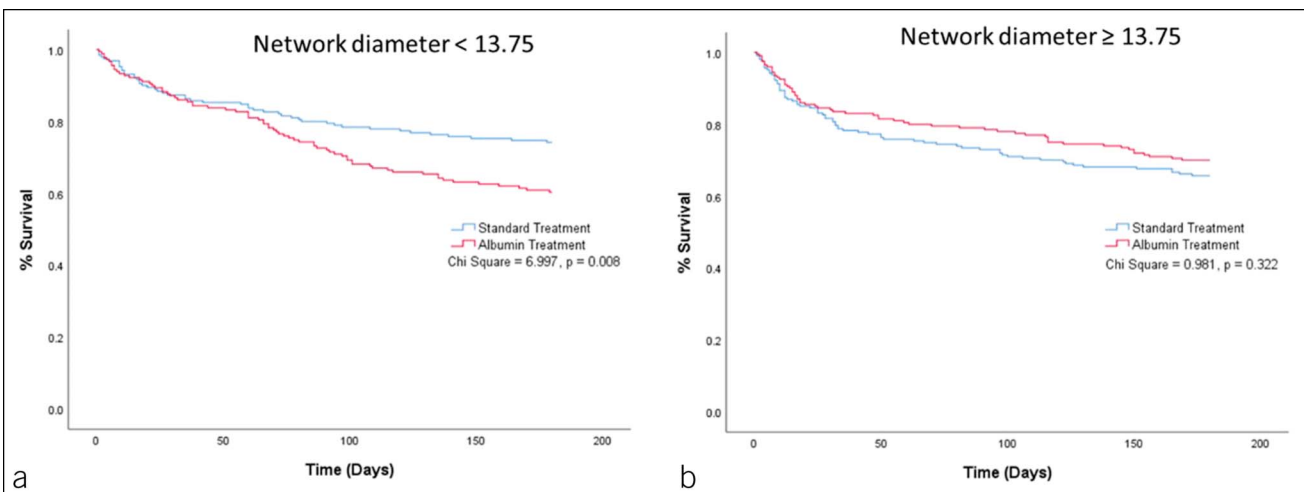 Network diameter < 13.75
1.0
0.8
0.6
0.4
0.2
0.0
% Survival
Standard Treatment
Albumin Treatment
Chi Square = 6.997, p = 0.008
0 50 100 150 200
Time (Days)
a
Network diameter ≥ 13.75
1.0
0.8
0.6
0.4
0.2
0.0
% Survival
Standard Treatment
Albumin Treatment
Chi Square = 0.981, p = 0.322
0 50 100 150 200
Time (Days)
b